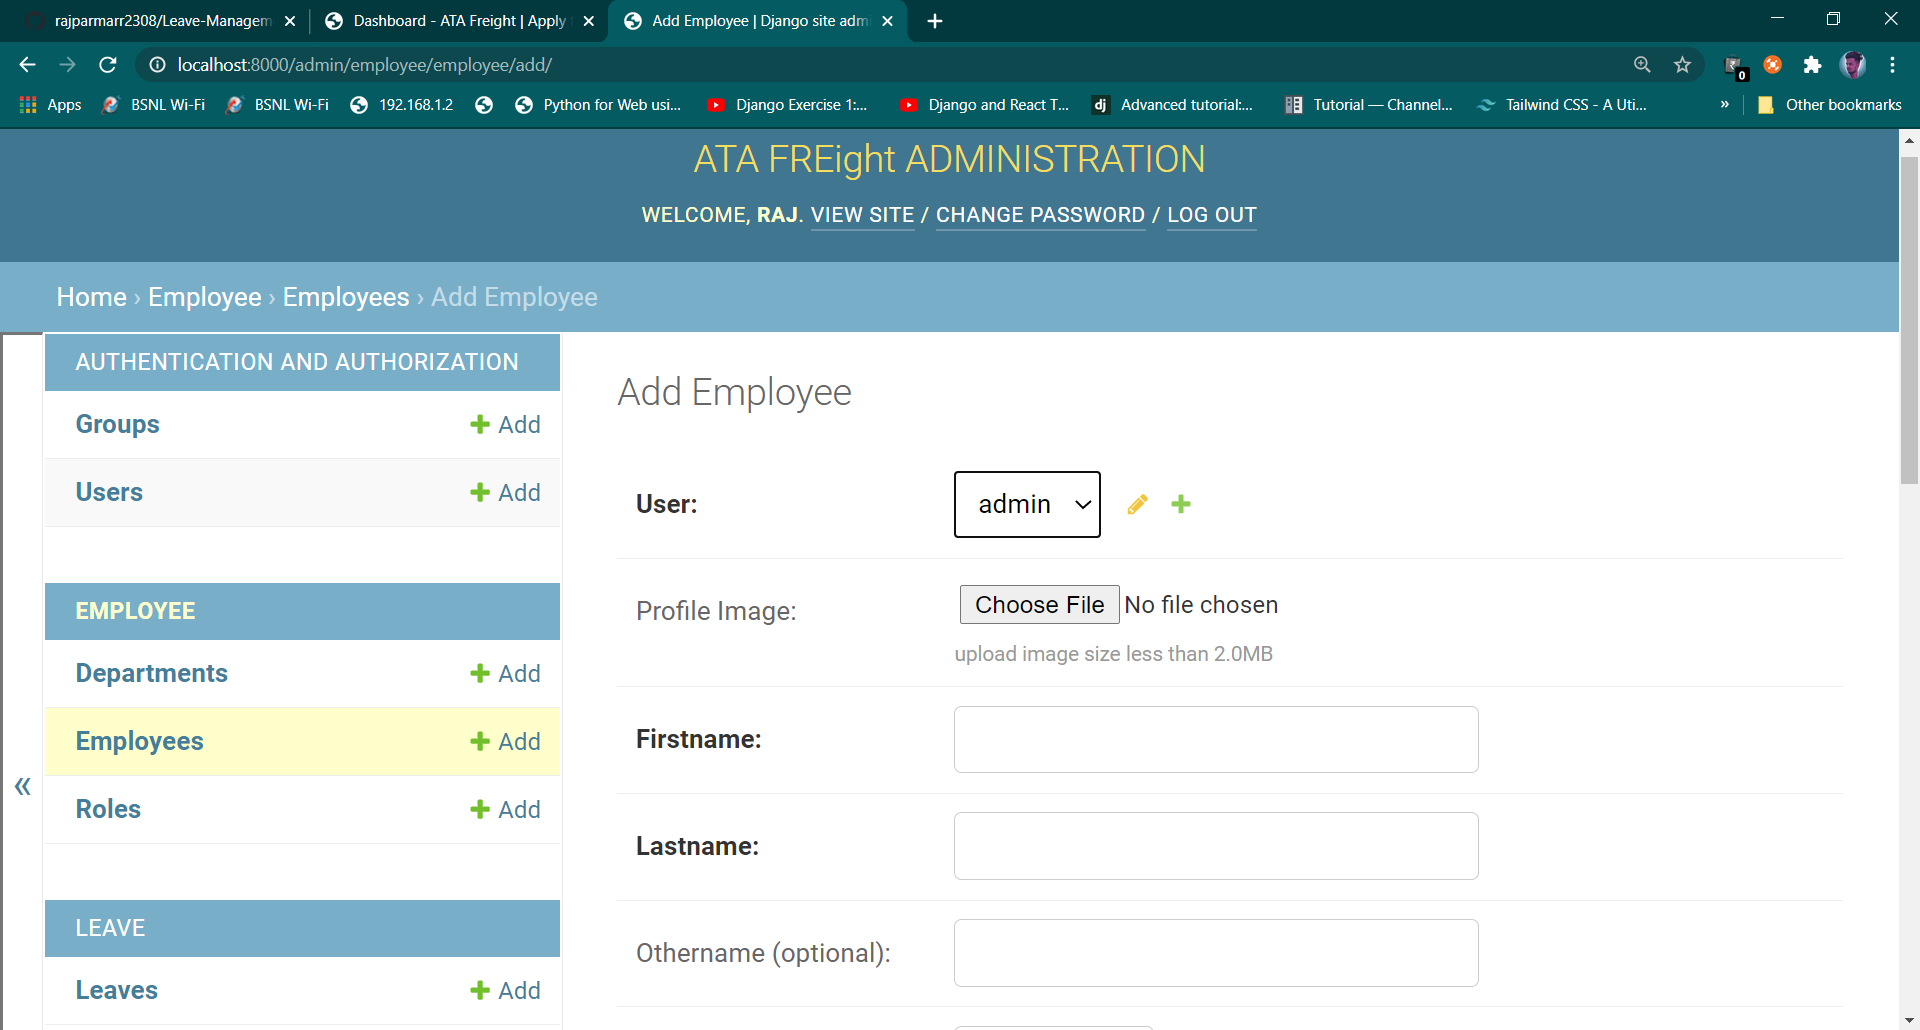 rajparmarr2308/Leave-Managem
Dashboard - ATA Freight | Apply
Add Employee | Django site adm
localhost:8000/admin/employee/employee/add/
0
Apps
BSNL Wi-Fi
BSNL Wi-Fi
192.168.1.2
Python for Web usi...
Django Exercise 1:...
Django and React T...
dj
Advanced tutorial:...
Tutorial — Channel...
Tailwind CSS - A Uti...
»
Other bookmarks
ATA FREight ADMINISTRATION
WELCOME, RAJ. VIEW SITE / CHANGE PASSWORD / LOG OUT
Home › Employee › Employees › Add Employee
AUTHENTICATION AND AUTHORIZATION
Groups
Add
Users
Add
EMPLOYEE
Departments
Add
Employees
Add
Roles
Add
LEAVE
Leaves
Add
«
Add Employee
User:
admin
Profile Image:
Choose File No file chosen
upload image size less than 2.0MB
Firstname:
Lastname:
Othername (optional):